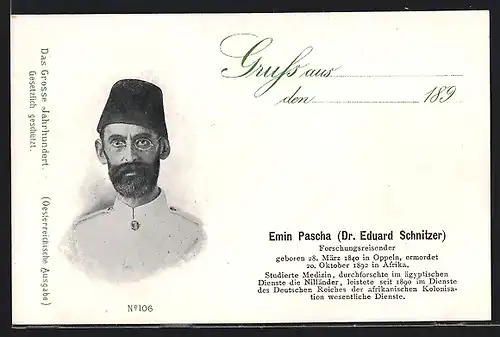 Das Grosse Jahrhundert. (Oesterreichische Ausgabe)
Gesetzlich geschützt.
Gruss aus
den 189
Nº 106
Emin Pascha (Dr. Eduard Schnitzer)
Forschungsreisender
geboren 28. März 1840 in Oppeln, ermordet
20. Oktober 1892 in Afrika.
Studierte Medizin, durchforschte im ägyptischen
Dienste die Nilländer, leistete seit 1890 im Dienste
des Deutschen Reiches der afrikanischen Kolonisa-
tion wesentliche Dienste.